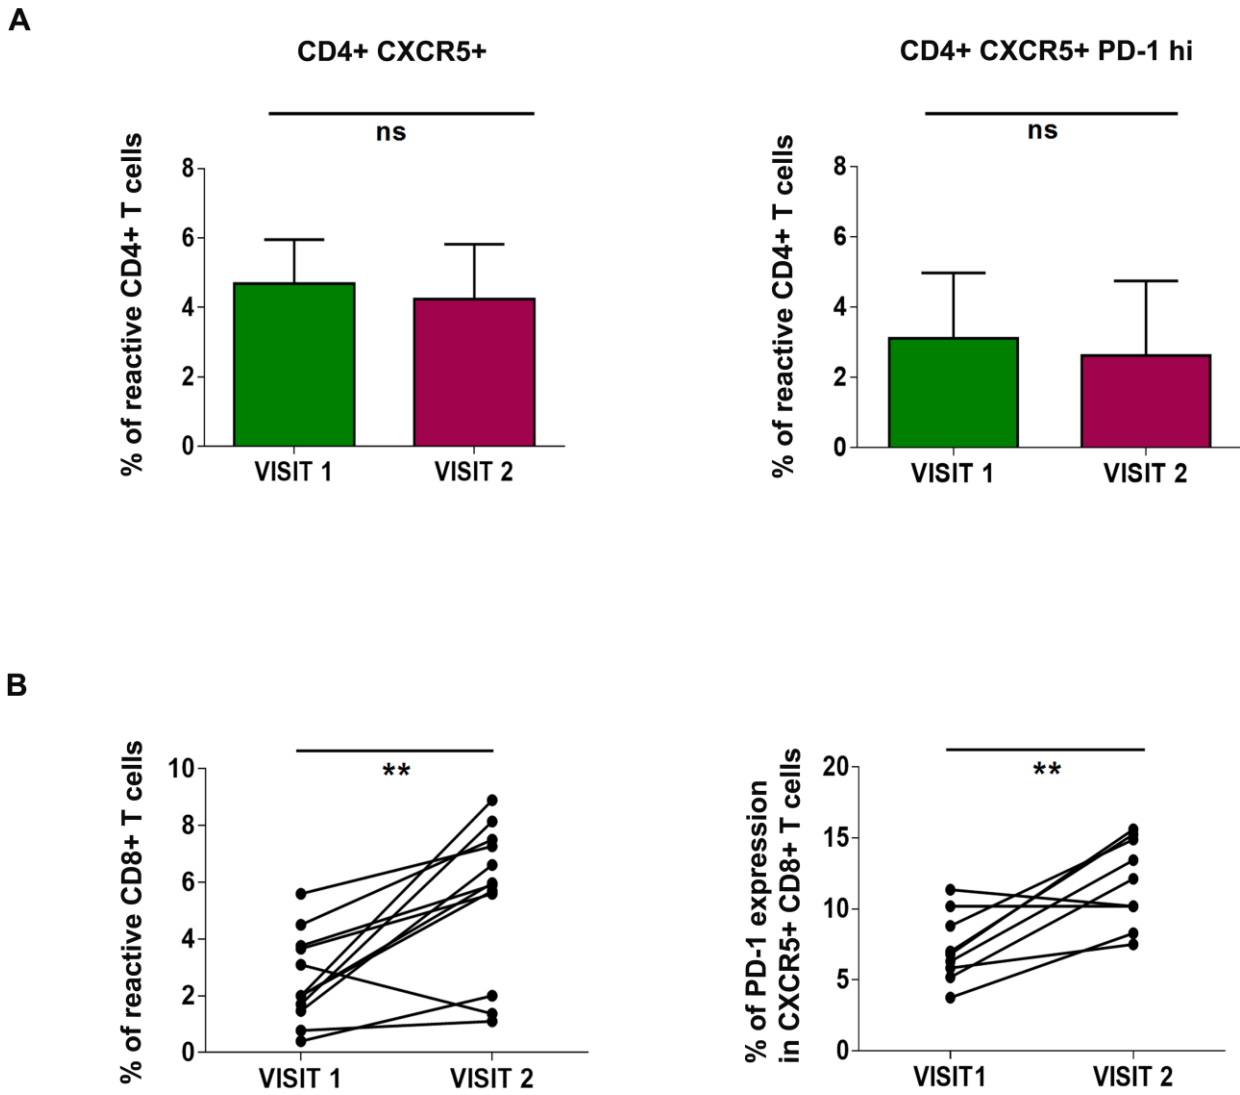 A
CD4+ CXCR5+
ns
% of reactive CD4+ T cells
8
6
4
2
0
VISIT 1 VISIT 2
CD4+ CXCR5+ PD-1 hi
ns
% of reactive CD4+ T cells
8
6
4
2
0
VISIT 1 VISIT 2
B
**
% of reactive CD8+ T cells
10
8
6
4
2
0
VISIT 1 VISIT 2
**
% of PD-1 expression
in CXCR5+ CD8+ T cells
20
15
10
5
0
VISIT1 VISIT 2